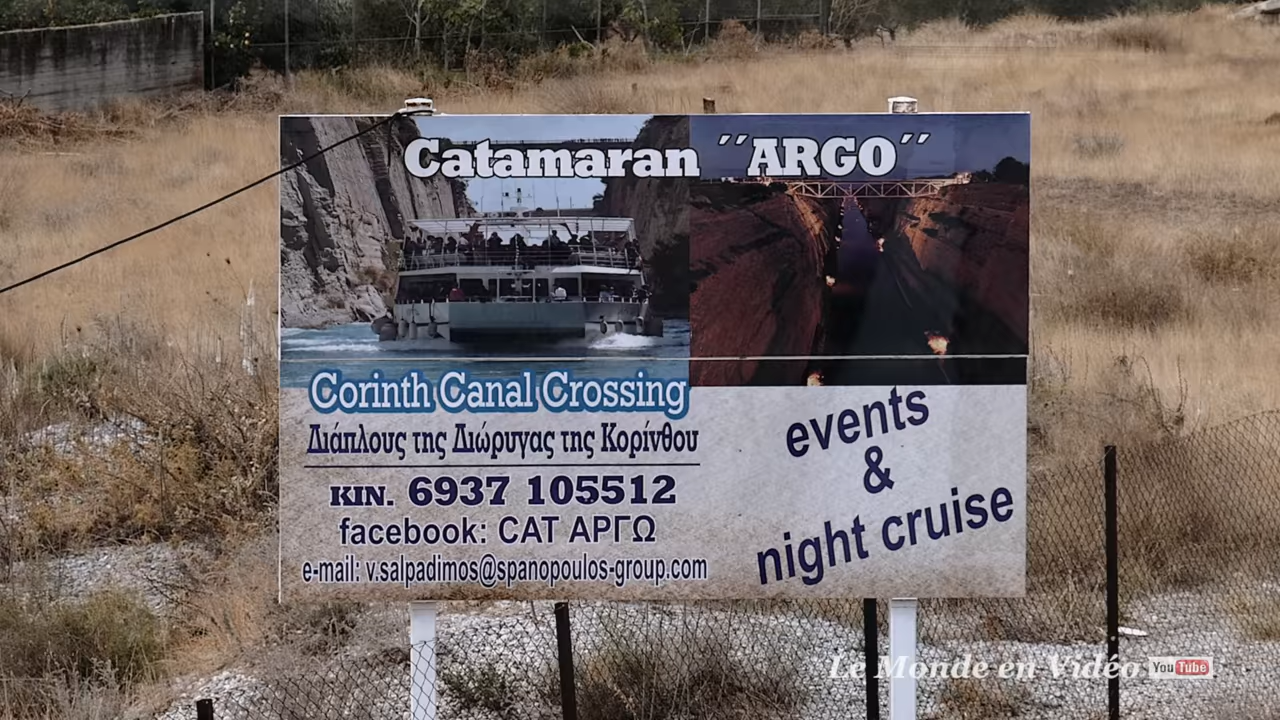 Catamaran ´´ARGO´´
Corinth Canal Crossing
Διάπλους της Διώρυγας της Κορίνθου
ΚΙΝ. 6937 105512
facebook: CAT ΑΡΓΩ
e-mail: v.salpadimos@spanopoulos-group.com
events
&
night cruise
Le Monde en Vidéo YouTube